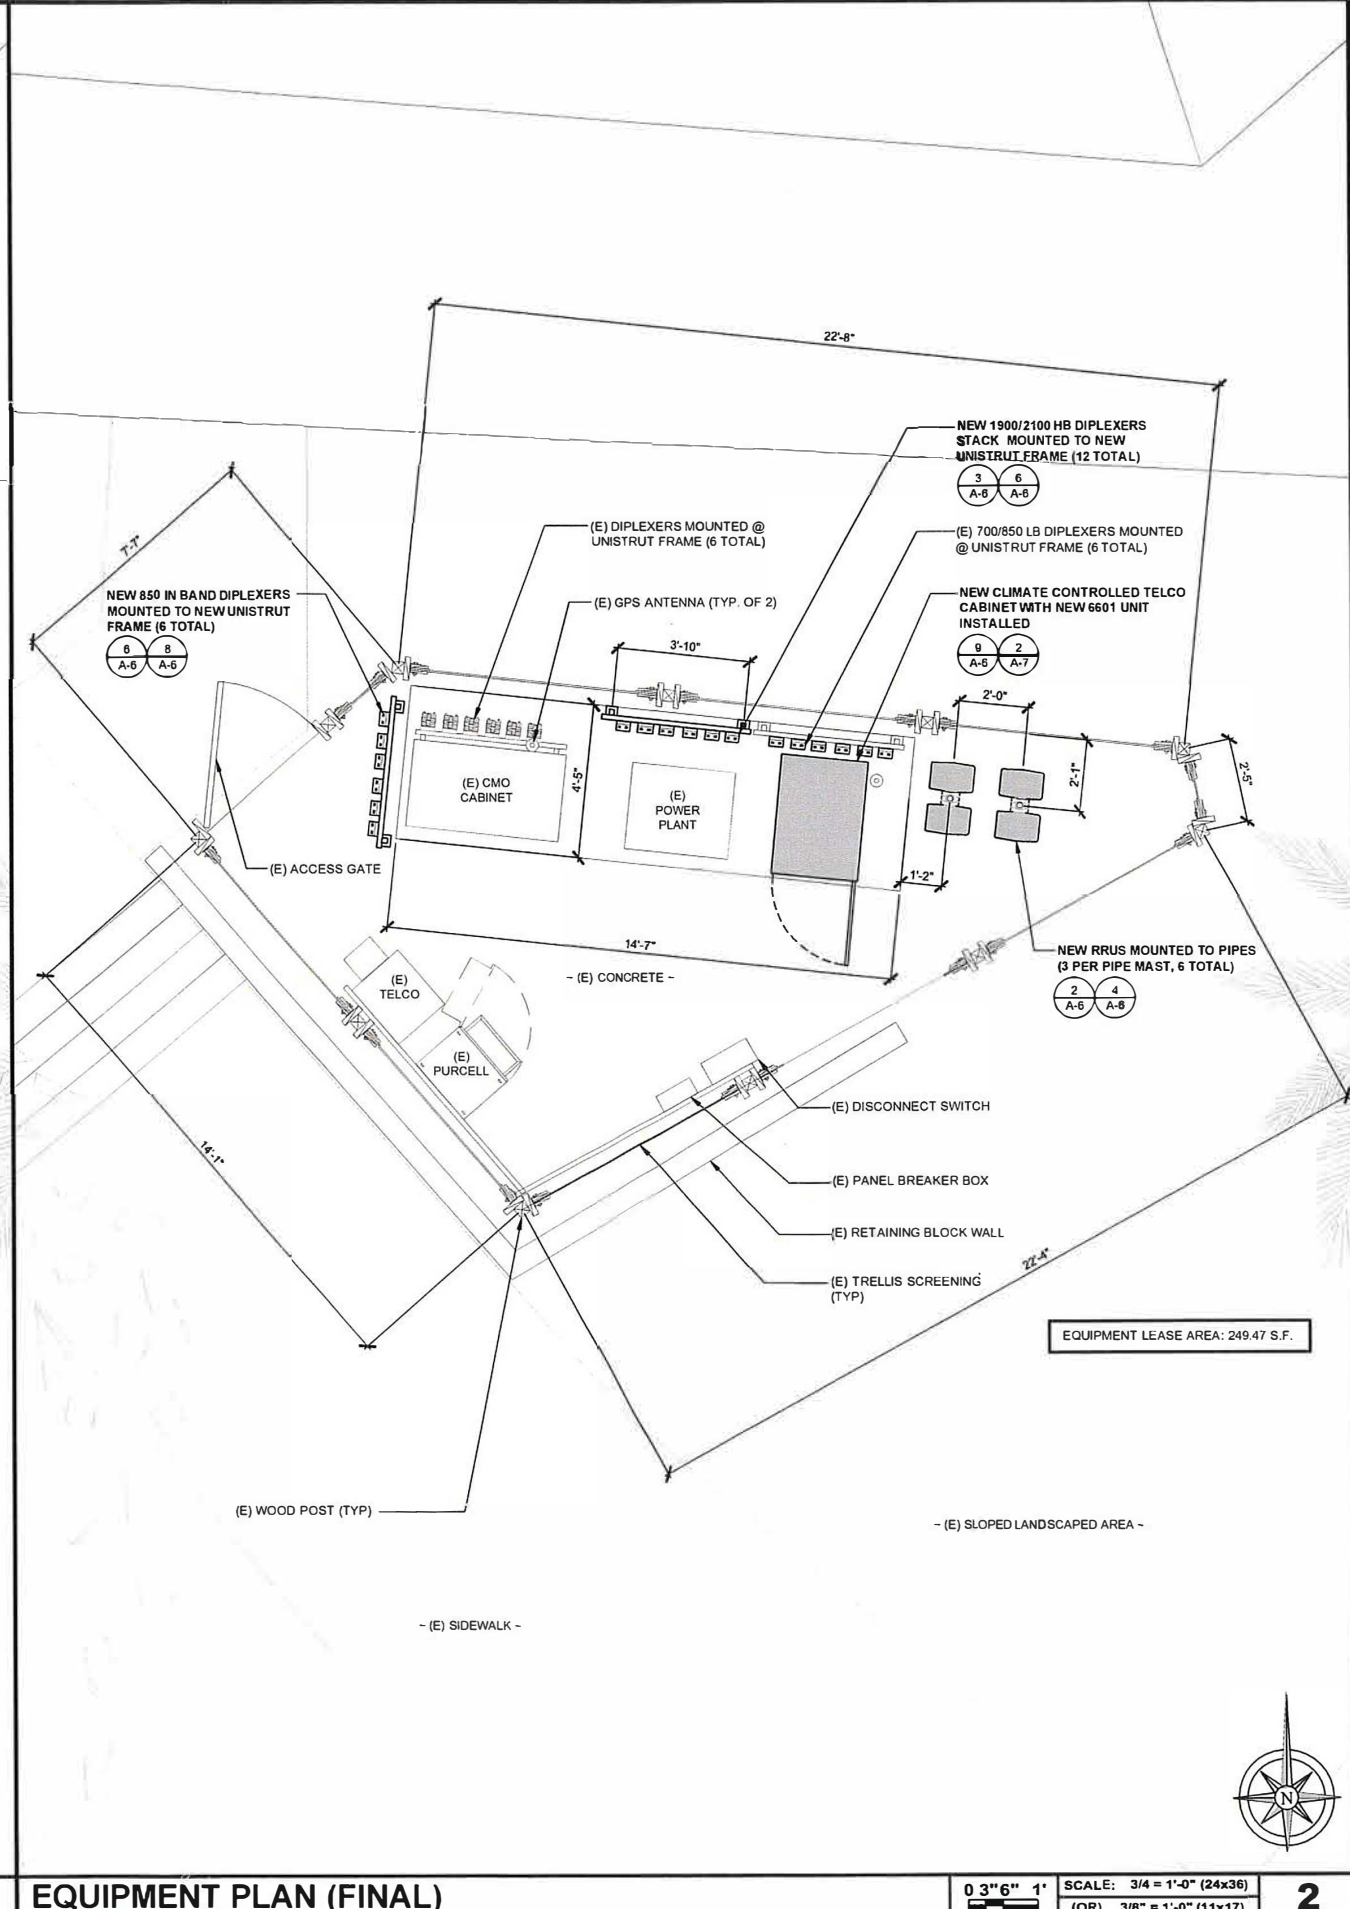 22'-8"
NEW 1900/2100 HB DIPLEXERS
STACK MOUNTED TO NEW
UNISTRUT FRAME (12 TOTAL)
3
A-6
6
A-6
(E) DIPLEXERS MOUNTED @
UNISTRUT FRAME (6 TOTAL)
(E) 700/850 LB DIPLEXERS MOUNTED
@ UNISTRUT FRAME (6 TOTAL)
7'-7"
NEW 850 IN BAND DIPLEXERS
MOUNTED TO NEW UNISTRUT
FRAME (6 TOTAL)
6
A-6
8
A-6
(E) GPS ANTENNA (TYP. OF 2)
NEW CLIMATE CONTROLLED TELCO
CABINET WITH NEW 6601 UNIT
INSTALLED
9
A-6
2
A-7
3'-10"
2'-0"
2'-1"
2'-5"
4'-5"
(E) CMO
CABINET
(E)
POWER
PLANT
(E) ACCESS GATE
1'-2"
14'-7"
NEW RRUS MOUNTED TO PIPES
(3 PER PIPE MAST, 6 TOTAL)
2
A-6
4
A-6
~ (E) CONCRETE ~
(E)
TELCO
(E)
PURCELL
(E) DISCONNECT SWITCH
14'-1"
(E) PANEL BREAKER BOX
(E) RETAINING BLOCK WALL
22'-4"
(E) TRELLIS SCREENING
(TYP)
EQUIPMENT LEASE AREA: 249.47 S.F.
(E) WOOD POST (TYP)
~ (E) SLOPED LANDSCAPED AREA ~
~ (E) SIDEWALK ~
N
EQUIPMENT PLAN (FINAL)
0 3"6" 1'
SCALE: 3/4 = 1'-0" (24x36)
(OR) 3/8" = 1'-0" (11x17)
2